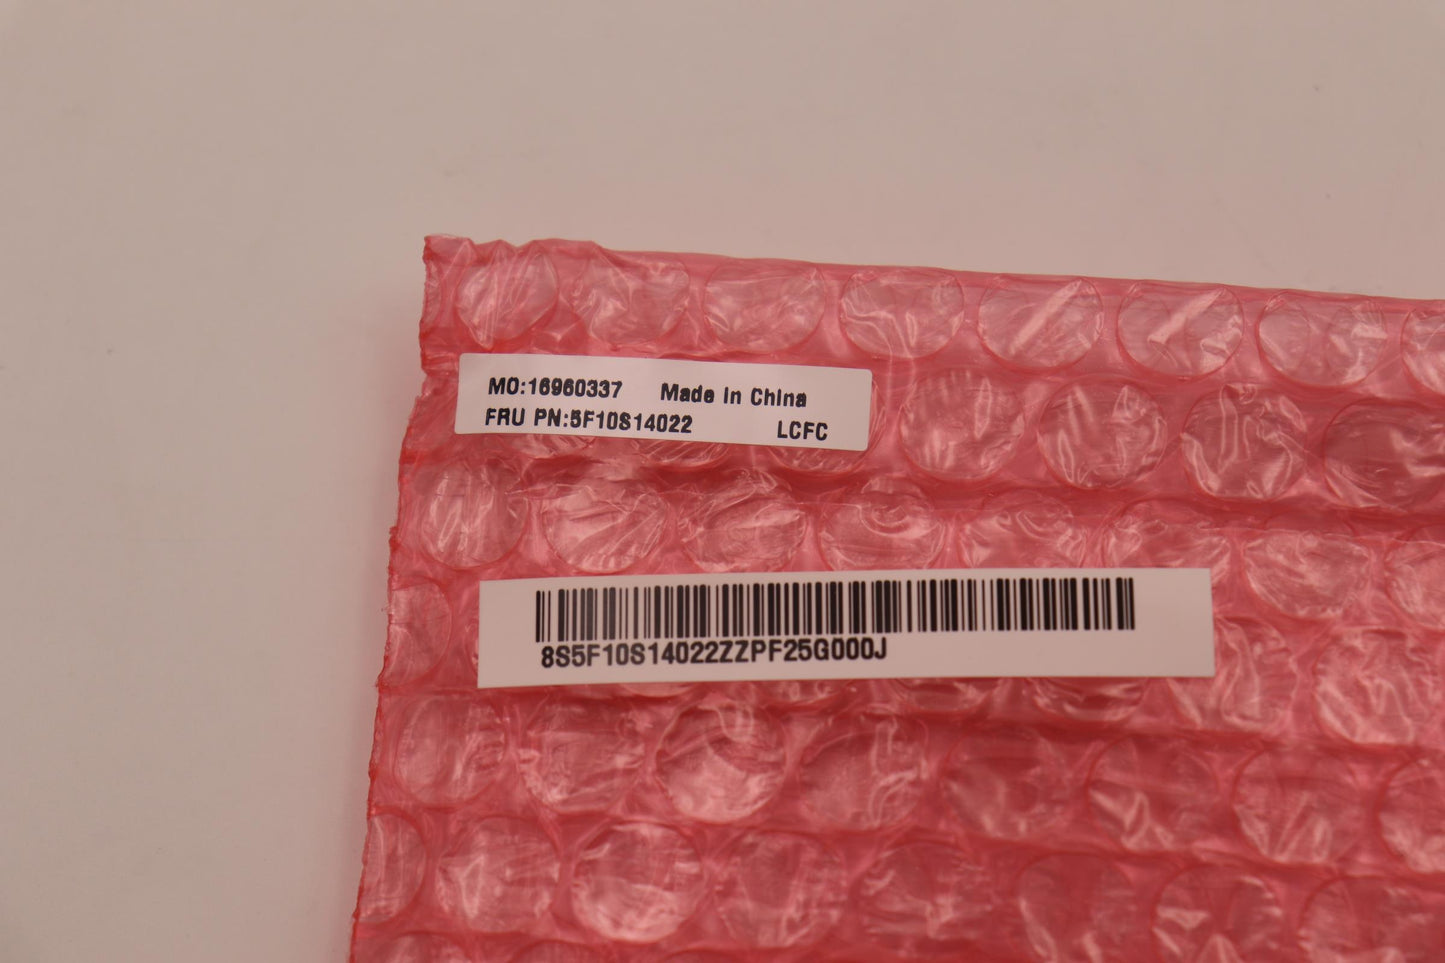 MO:16960337 Made In China
FRU PN:5F10S14022 LCFC
8S5F10S14022ZZPF25G000J